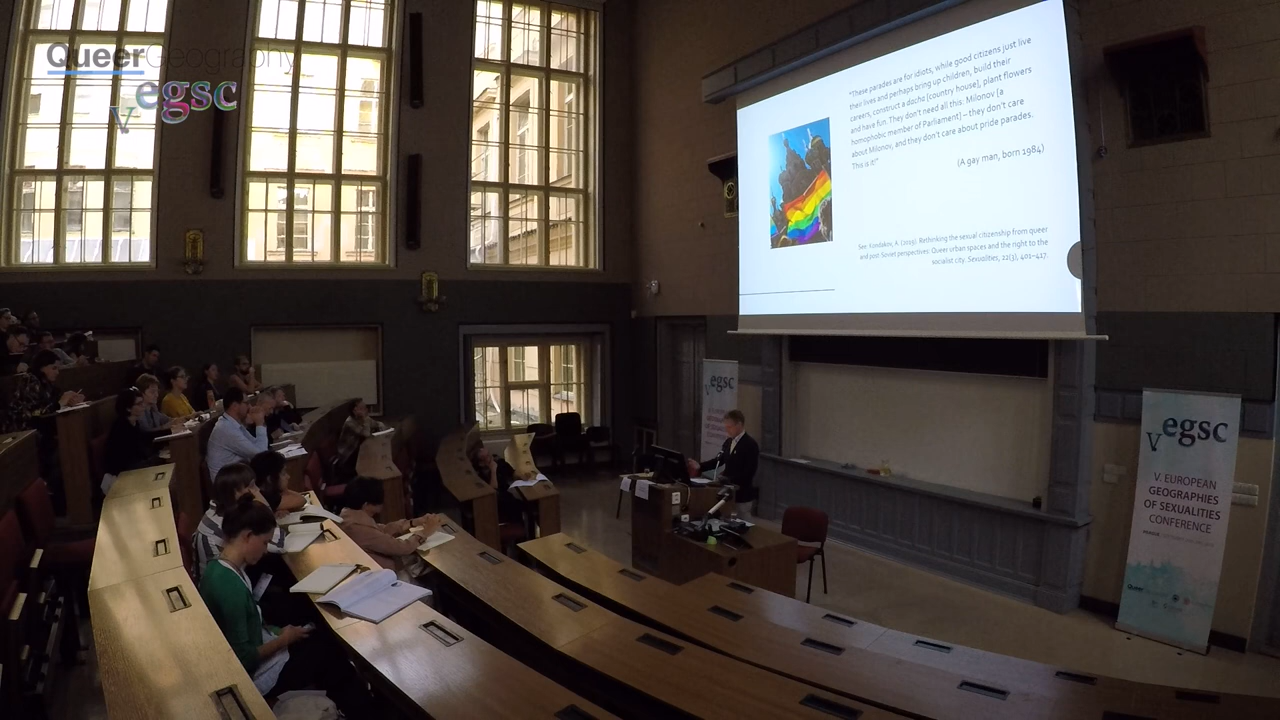 QueerGeography
v egsc
"These parades are for idiots, while good citizens just live
their lives and perhaps bring up children, build their
careers, construct a dacha [country house], plant flowers
and have fun. They don't need all this: Milonov [a
homophobic member of Parliament] – they don't care
about Milonov, and they don't care about pride parades.
This is it!"
(A gay man, born 1984)
See: Kondakov, A. (2019). Rethinking the sexual citizenship from queer
and post-Soviet perspectives: Queer urban spaces and the right to the
socialist city. Sexualities, 22(3), 401–417.
egsc
v egsc
V. EUROPEAN
GEOGRAPHIES
OF SEXUALITIES
CONFERENCE
PRAGUE
Queer